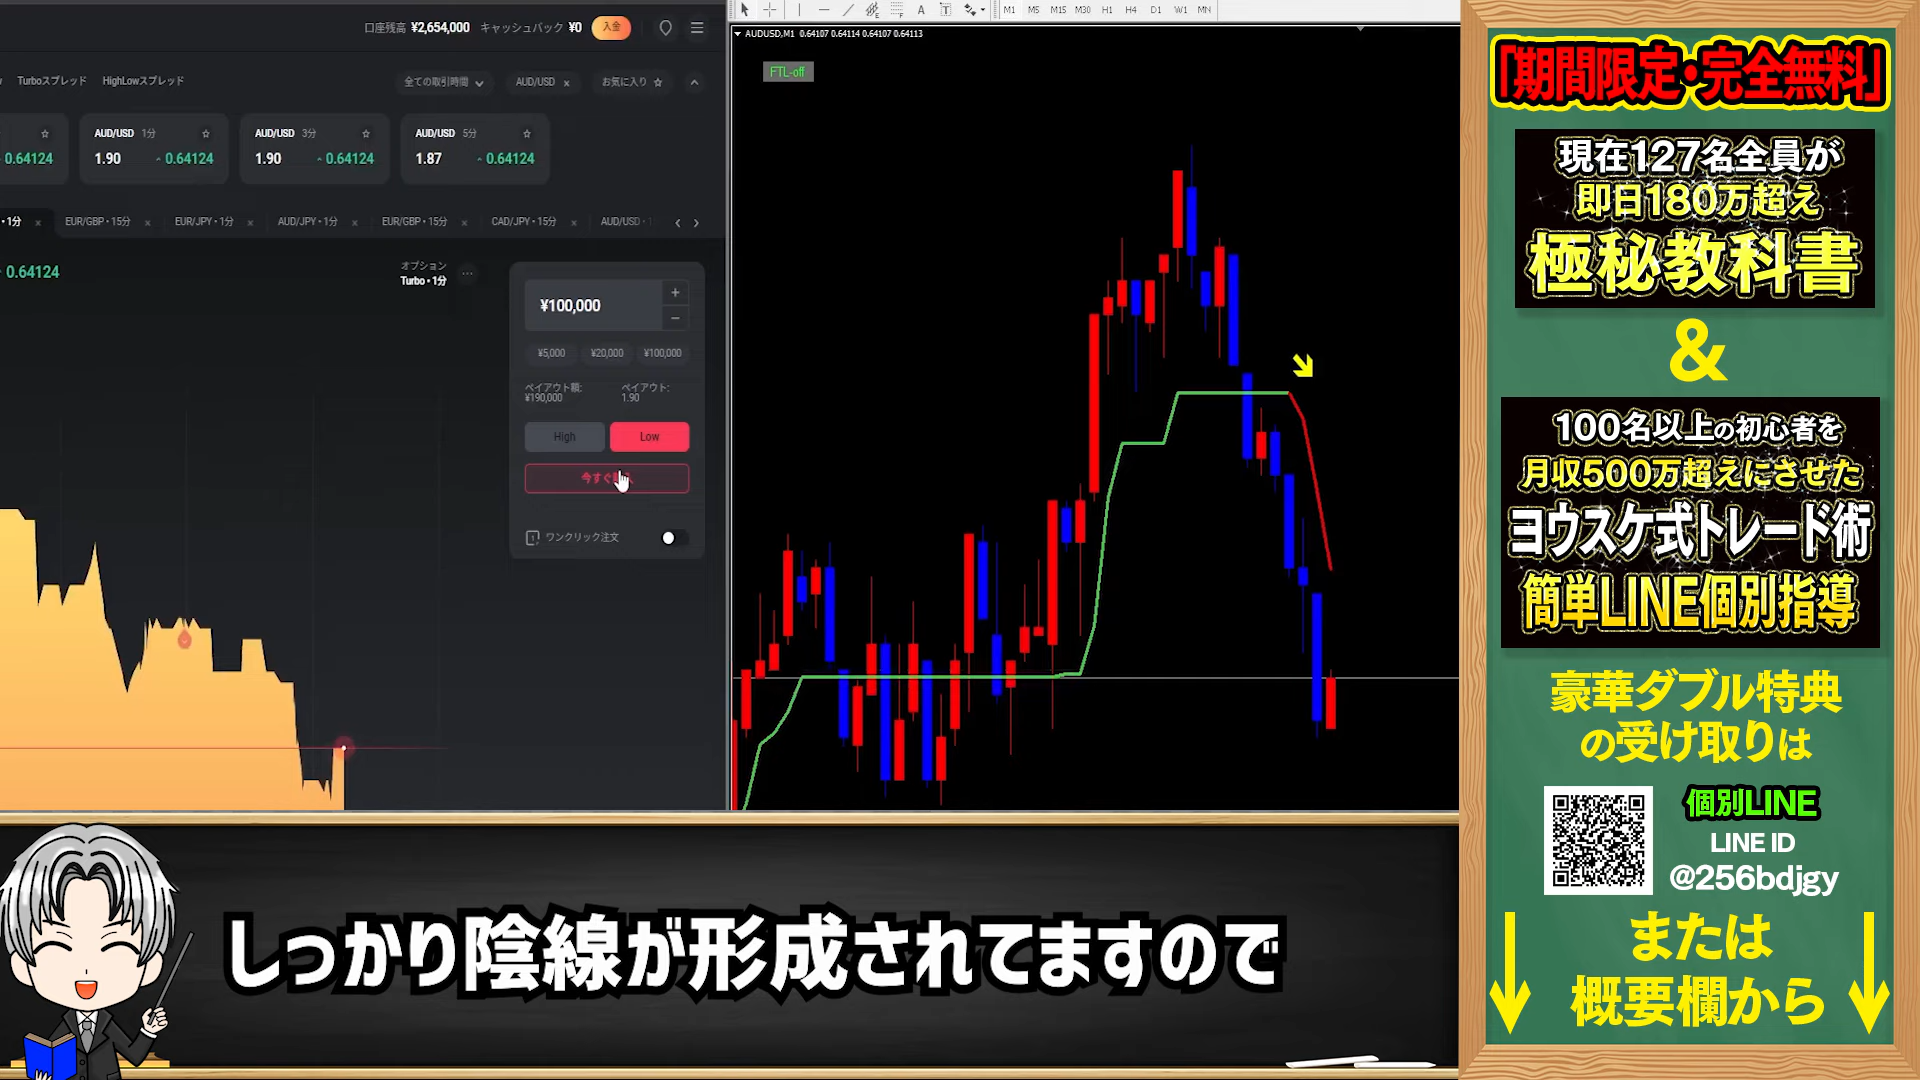 口座残高 ¥2,654,000 キャッシュバック ¥0 入金
Turboスプレッド HighLowスプレッド
全ての取引時間 AUD/USD × お気に入り
0.64124
AUD/USD 1分
1.90 0.64124
AUD/USD 3分
1.90 0.64124
AUD/USD 5分
1.87 0.64124
• 1分 × EUR/GBP • 15分 × EUR/JPY • 1分 × AUD/JPY • 1分 × EUR/GBP • 15分 × CAD/JPY • 15分 × AUD/USD • 1
0.64124
オプション
Turbo • 1分
¥100,000
¥5,000 ¥20,000 ¥100,000
ペイアウト額: ペイアウト:
¥190,000 1.90
High Low
今すぐ
ワンクリック注文
A T M1 M5 M15 M30 H1 H4 D1 W1 MN
AUDUSD,M1 0.64107 0.64114 0.64107 0.64113
FTL-off
しっかり陰線が形成されてますので
「期間限定・完全無料」
現在127名全員が
即日180万超え
極秘教科書
&
100名以上の初心者を
月収500万超えにさせた
ヨウスケ式トレード術
簡単LINE個別指導
豪華ダブル特典
の受け取りは
個別LINE
LINE ID
@256bdjgy
または
概要欄から